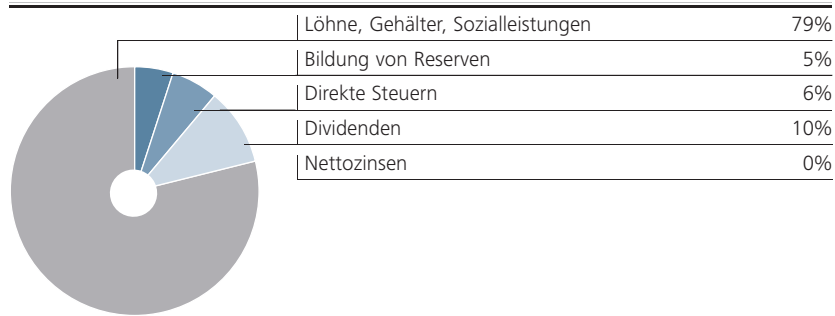 Löhne, Gehälter, Sozialleistungen 79%
Bildung von Reserven 5%
Direkte Steuern 6%
Dividenden 10%
Nettozinsen 0%